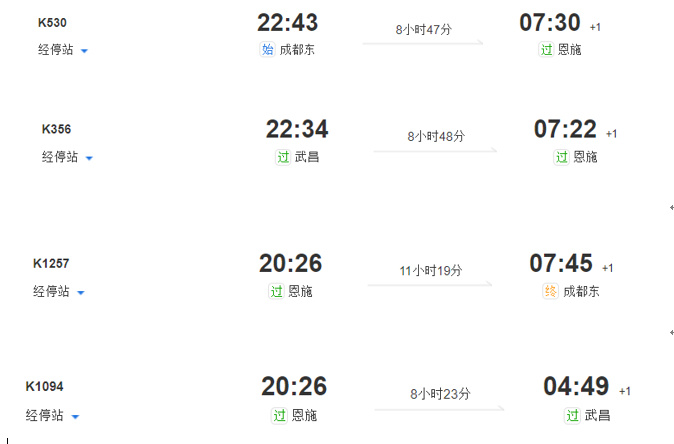 K530 22:43 8小时47分 07:30 +1
经停站 始 成都东 过 恩施
K356 22:34 8小时48分 07:22 +1
经停站 过 武昌 过 恩施
K1257 20:26 11小时19分 07:45 +1
经停站 过 恩施 终 成都东
K1094 20:26 8小时23分 04:49 +1
经停站 过 恩施 过 武昌